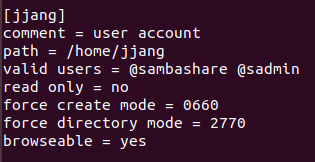 [jjang]
comment = user account
path = /home/jjang
valid users = @sambashare @sadmin
read only = no
force create mode = 0660
force directory mode = 2770
browseable = yes